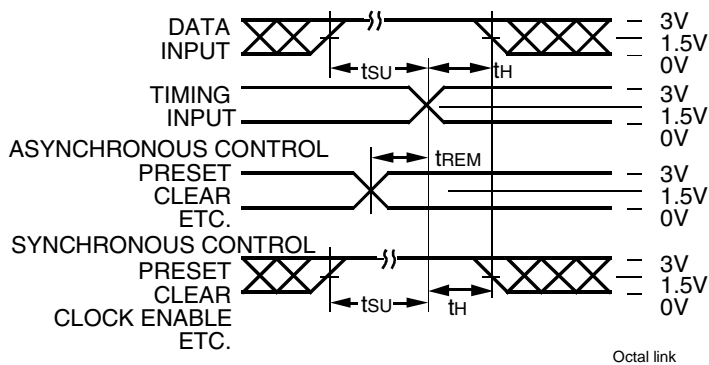 DATA INPUT
3V
1.5V
0V
tSU
tH
TIMING INPUT
3V
1.5V
0V
ASYNCHRONOUS CONTROL
PRESET
CLEAR
ETC.
tREM
3V
1.5V
0V
SYNCHRONOUS CONTROL
PRESET
CLEAR
CLOCK ENABLE
ETC.
tSU
tH
3V
1.5V
0V
Octal link